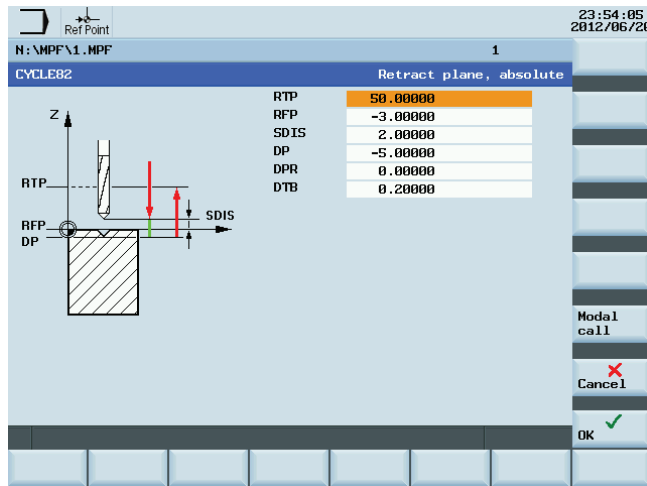 Ref Point
23:54:05
2012/06/20
N:\MPF\1.MPF 1
CYCLE82 Retract plane, absolute
RTP 50.00000
RFP -3.00000
SDIS 2.00000
DP -5.00000
DPR 0.00000
DTB 0.20000
Z
RTP
SDIS
RFP
DP
Modal
call
Cancel
OK